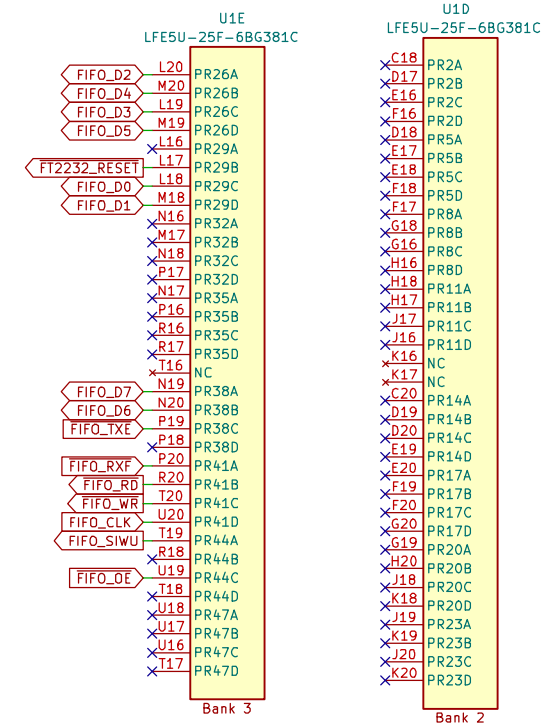 U1E
LFE5U-25F-6BG381C
FIFO_D2 L20 PR26A
FIFO_D4 M20 PR26B
FIFO_D3 L19 PR26C
FIFO_D5 M19 PR26D
L16 PR29A
FT2232_RESET L17 PR29B
FIFO_D0 L18 PR29C
FIFO_D1 M18 PR29D
N16 PR32A
M17 PR32B
N18 PR32C
P17 PR32D
N17 PR35A
P16 PR35B
R16 PR35C
R17 PR35D
T16 NC
FIFO_D7 N19 PR38A
FIFO_D6 N20 PR38B
FIFO_TXE P19 PR38C
P18 PR38D
FIFO_RXF P20 PR41A
FIFO_RD R20 PR41B
FIFO_WR T20 PR41C
FIFO_CLK U20 PR41D
FIFO_SIWU T19 PR44A
R18 PR44B
FIFO_OE U19 PR44C
T18 PR44D
U18 PR47A
U17 PR47B
U16 PR47C
T17 PR47D
Bank 3
U1D
LFE5U-25F-6BG381C
C18 PR2A
D17 PR2B
E16 PR2C
F16 PR2D
D18 PR5A
E17 PR5B
E18 PR5C
F18 PR5D
F17 PR8A
G18 PR8B
G16 PR8C
H16 PR8D
H18 PR11A
H17 PR11B
J17 PR11C
J16 PR11D
K16 NC
K17 NC
C20 PR14A
D19 PR14B
D20 PR14C
E19 PR14D
E20 PR17A
F19 PR17B
F20 PR17C
G20 PR17D
G19 PR20A
H20 PR20B
J18 PR20C
K18 PR20D
J19 PR23A
K19 PR23B
J20 PR23C
K20 PR23D
Bank 2